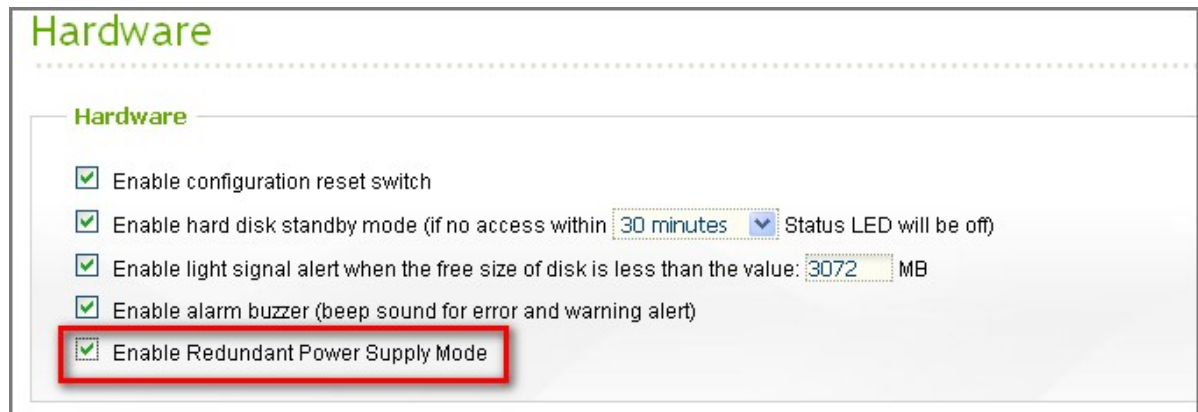 Hardware
Hardware
Enable configuration reset switch
Enable hard disk standby mode (if no access within 30 minutes Status LED will be off)
Enable light signal alert when the free size of disk is less than the value: 3072 MB
Enable alarm buzzer (beep sound for error and warning alert)
Enable Redundant Power Supply Mode